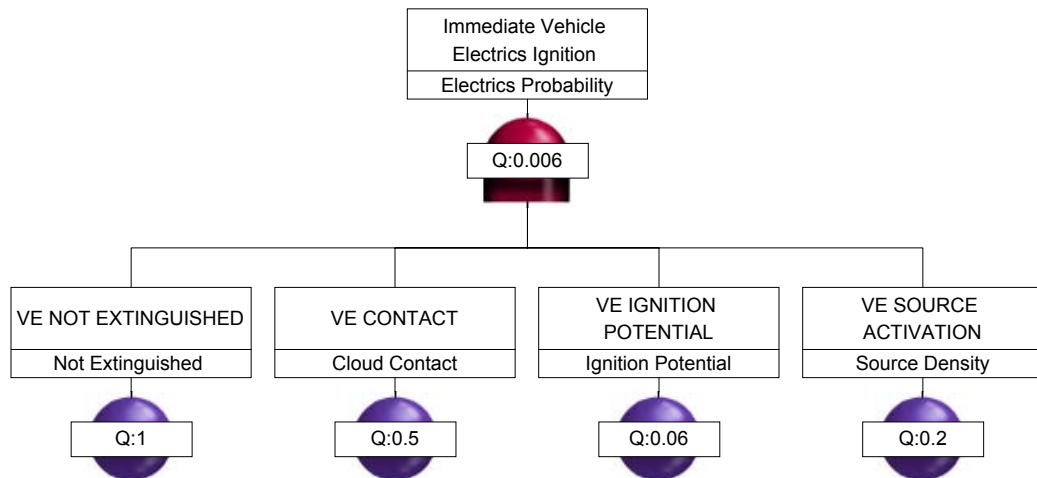 Immediate Vehicle
Electrics Ignition
Electrics Probability
Q:0.006
VE NOT EXTINGUISHED
Not Extinguished
Q:1
VE CONTACT
Cloud Contact
Q:0.5
VE IGNITION
POTENTIAL
Ignition Potential
Q:0.06
VE SOURCE
ACTIVATION
Source Density
Q:0.2